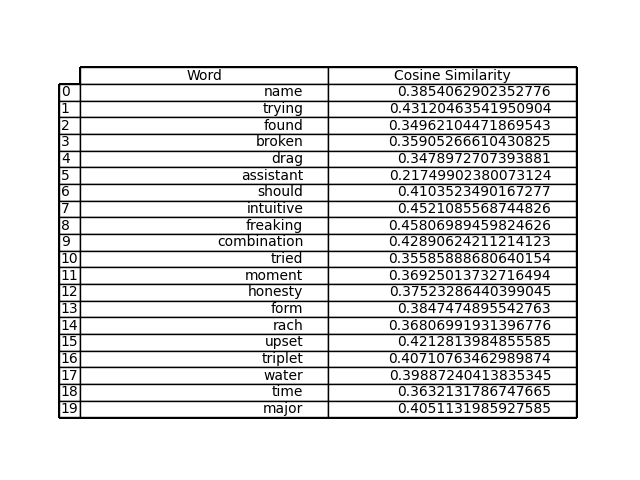 Word Cosine Similarity
0 name 0.3854062902352776
1 trying 0.43120463541950904
2 found 0.34962104471869543
3 broken 0.35905266610430825
4 drag 0.3478972707393881
5 assistant 0.21749902380073124
6 should 0.4103523490167277
7 intuitive 0.4521085568744826
8 freaking 0.45806989459824626
9 combination 0.42890624211214123
10 tried 0.35585888680640154
11 moment 0.36925013732716494
12 honesty 0.37523286440399045
13 form 0.3847474895542763
14 rach 0.36806991931396776
15 upset 0.4212813984855585
16 triplet 0.40710763462989874
17 water 0.39887240413835345
18 time 0.3632131786747665
19 major 0.4051131985927585